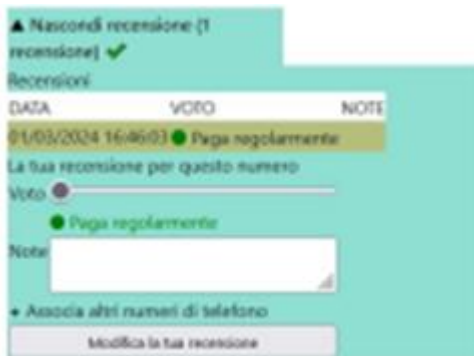 ▲ Nascondi recensione (1
recensione) ✔
Recensioni
DATA VOTO NOTE
01/03/2024 16:46:03 Paga regolarmente
La tua recensione per questo numero
Voto
Paga regolarmente
Note
+ Associa altri numeri di telefono
Modifica la tua recensione